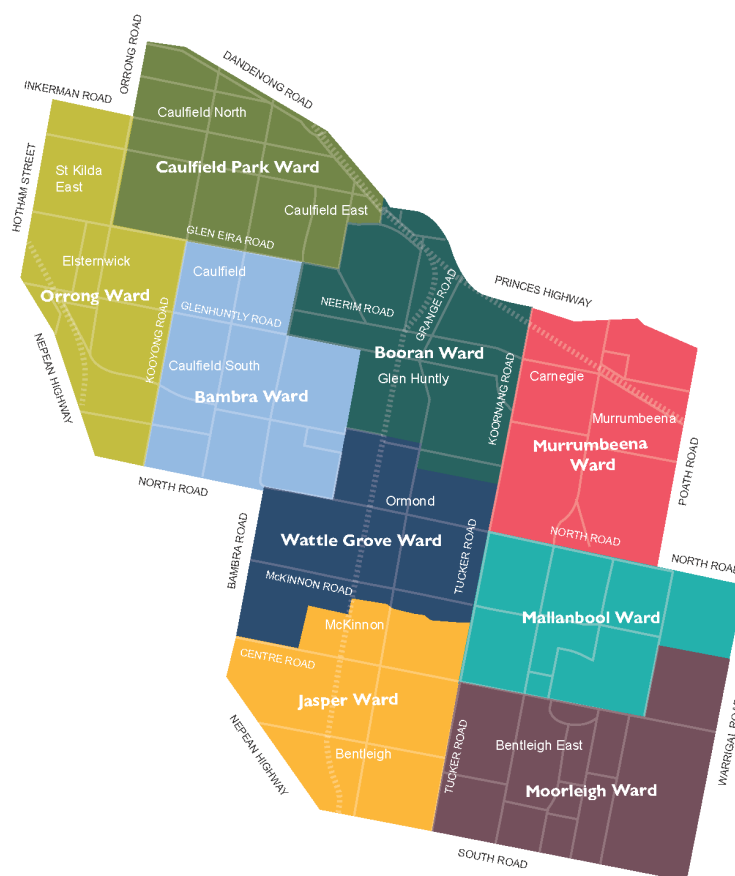 ORRONG ROAD
DANDENONG ROAD
INKERMAN ROAD
Caulfield North
HOTHAM STREET
St Kilda
East
Caulfield Park Ward
Caulfield East
GLEN EIRA ROAD
Elsternwick
Caulfield
Orrong Ward
PRINCES HIGHWAY
GRANGE ROAD
NEERIM ROAD
GLENHUNTLY ROAD
KOOYONG ROAD
NEPEAN HIGHWAY
Booran Ward
Caulfield South
Glen Huntly
Carnegie
Bambra Ward
KOORNANG ROAD
Murrumbeena
Murrumbeena
Ward
POATH ROAD
NORTH ROAD
Ormond
BAMBRA ROAD
Wattle Grove Ward
TUCKER ROAD
NORTH ROAD
NORTH ROAD
McKINNON ROAD
Mallanbool Ward
McKinnon
CENTRE ROAD
Jasper Ward
NEPEAN HIGHWAY
Bentleigh
TUCKER ROAD
Bentleigh East
WARRIGAL ROAD
Moorleigh Ward
SOUTH ROAD